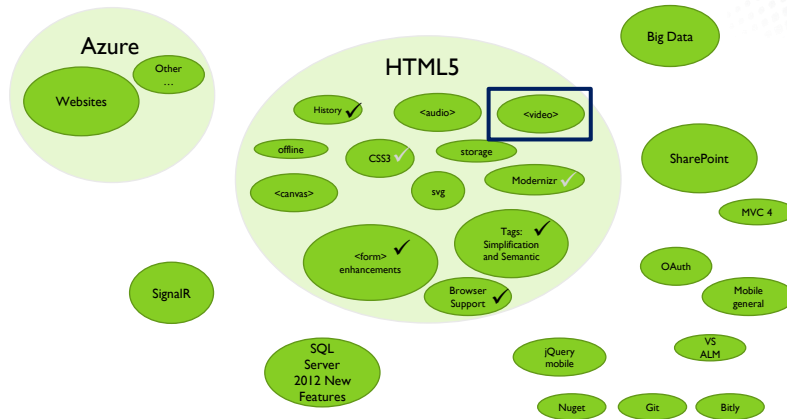 Azure
Websites
Other
…
HTML5
History
<audio>
<video>
offline
CSS3
storage
Modernizr
<canvas>
svg
<form>
enhancements
Tags:
Simplification
and Semantic
Browser
Support
Big Data
SharePoint
MVC 4
OAuth
Mobile
general
SignalR
SQL
Server
2012 New
Features
jQuery
mobile
VS
ALM
Nuget
Git
Bitly